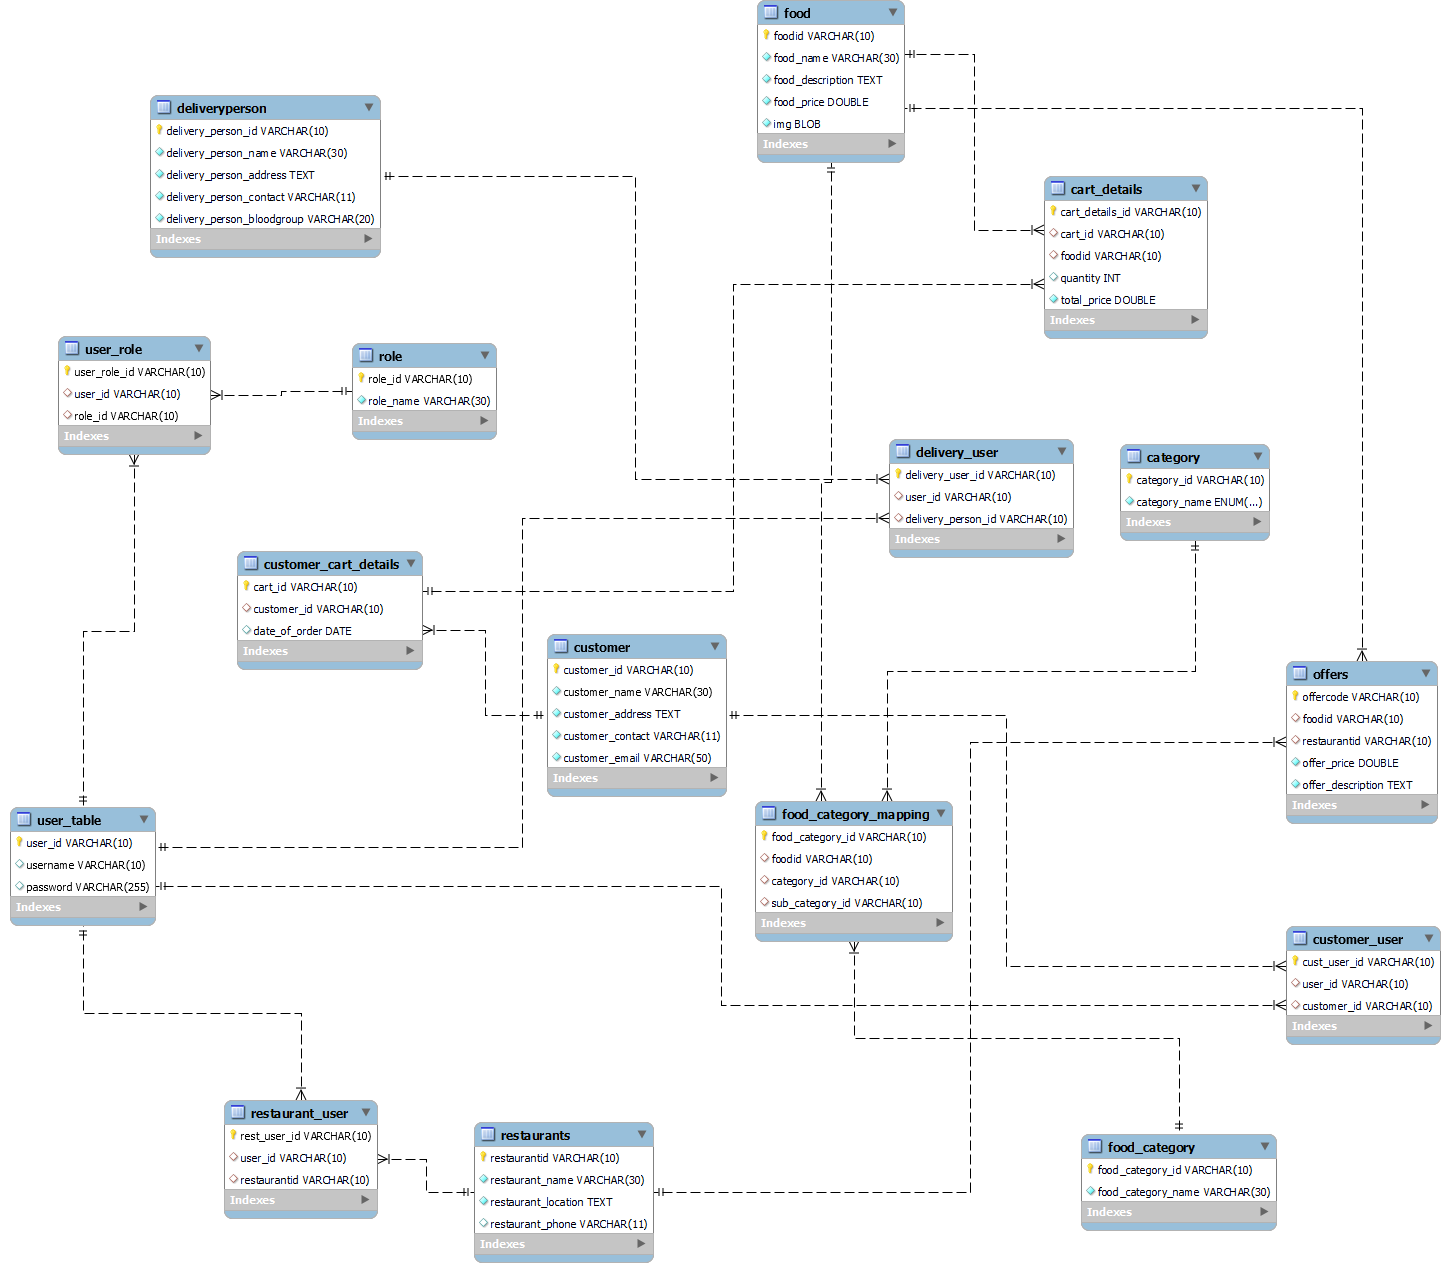 food
foodid VARCHAR(10)
food_name VARCHAR(30)
food_description TEXT
food_price DOUBLE
img BLOB
Indexes
deliveryperson
delivery_person_id VARCHAR(10)
delivery_person_name VARCHAR(30)
delivery_person_address TEXT
delivery_person_contact VARCHAR(11)
delivery_person_bloodgroup VARCHAR(20)
Indexes
cart_details
cart_details_id VARCHAR(10)
cart_id VARCHAR(10)
foodid VARCHAR(10)
quantity INT
total_price DOUBLE
Indexes
user_role
user_role_id VARCHAR(10)
user_id VARCHAR(10)
role_id VARCHAR(10)
Indexes
role
role_id VARCHAR(10)
role_name VARCHAR(30)
Indexes
delivery_user
delivery_user_id VARCHAR(10)
user_id VARCHAR(10)
delivery_person_id VARCHAR(10)
Indexes
category
category_id VARCHAR(10)
category_name ENUM(...)
Indexes
customer_cart_details
cart_id VARCHAR(10)
customer_id VARCHAR(10)
date_of_order DATE
Indexes
customer
customer_id VARCHAR(10)
customer_name VARCHAR(30)
customer_address TEXT
customer_contact VARCHAR(11)
customer_email VARCHAR(50)
Indexes
offers
offercode VARCHAR(10)
foodid VARCHAR(10)
restaurantid VARCHAR(10)
offer_price DOUBLE
offer_description TEXT
Indexes
user_table
user_id VARCHAR(10)
username VARCHAR(10)
password VARCHAR(255)
Indexes
food_category_mapping
food_category_id VARCHAR(10)
foodid VARCHAR(10)
category_id VARCHAR(10)
sub_category_id VARCHAR(10)
Indexes
customer_user
cust_user_id VARCHAR(10)
user_id VARCHAR(10)
customer_id VARCHAR(10)
Indexes
restaurant_user
rest_user_id VARCHAR(10)
user_id VARCHAR(10)
restaurantid VARCHAR(10)
Indexes
restaurants
restaurantid VARCHAR(10)
restaurant_name VARCHAR(30)
restaurant_location TEXT
restaurant_phone VARCHAR(11)
Indexes
food_category
food_category_id VARCHAR(10)
food_category_name VARCHAR(30)
Indexes